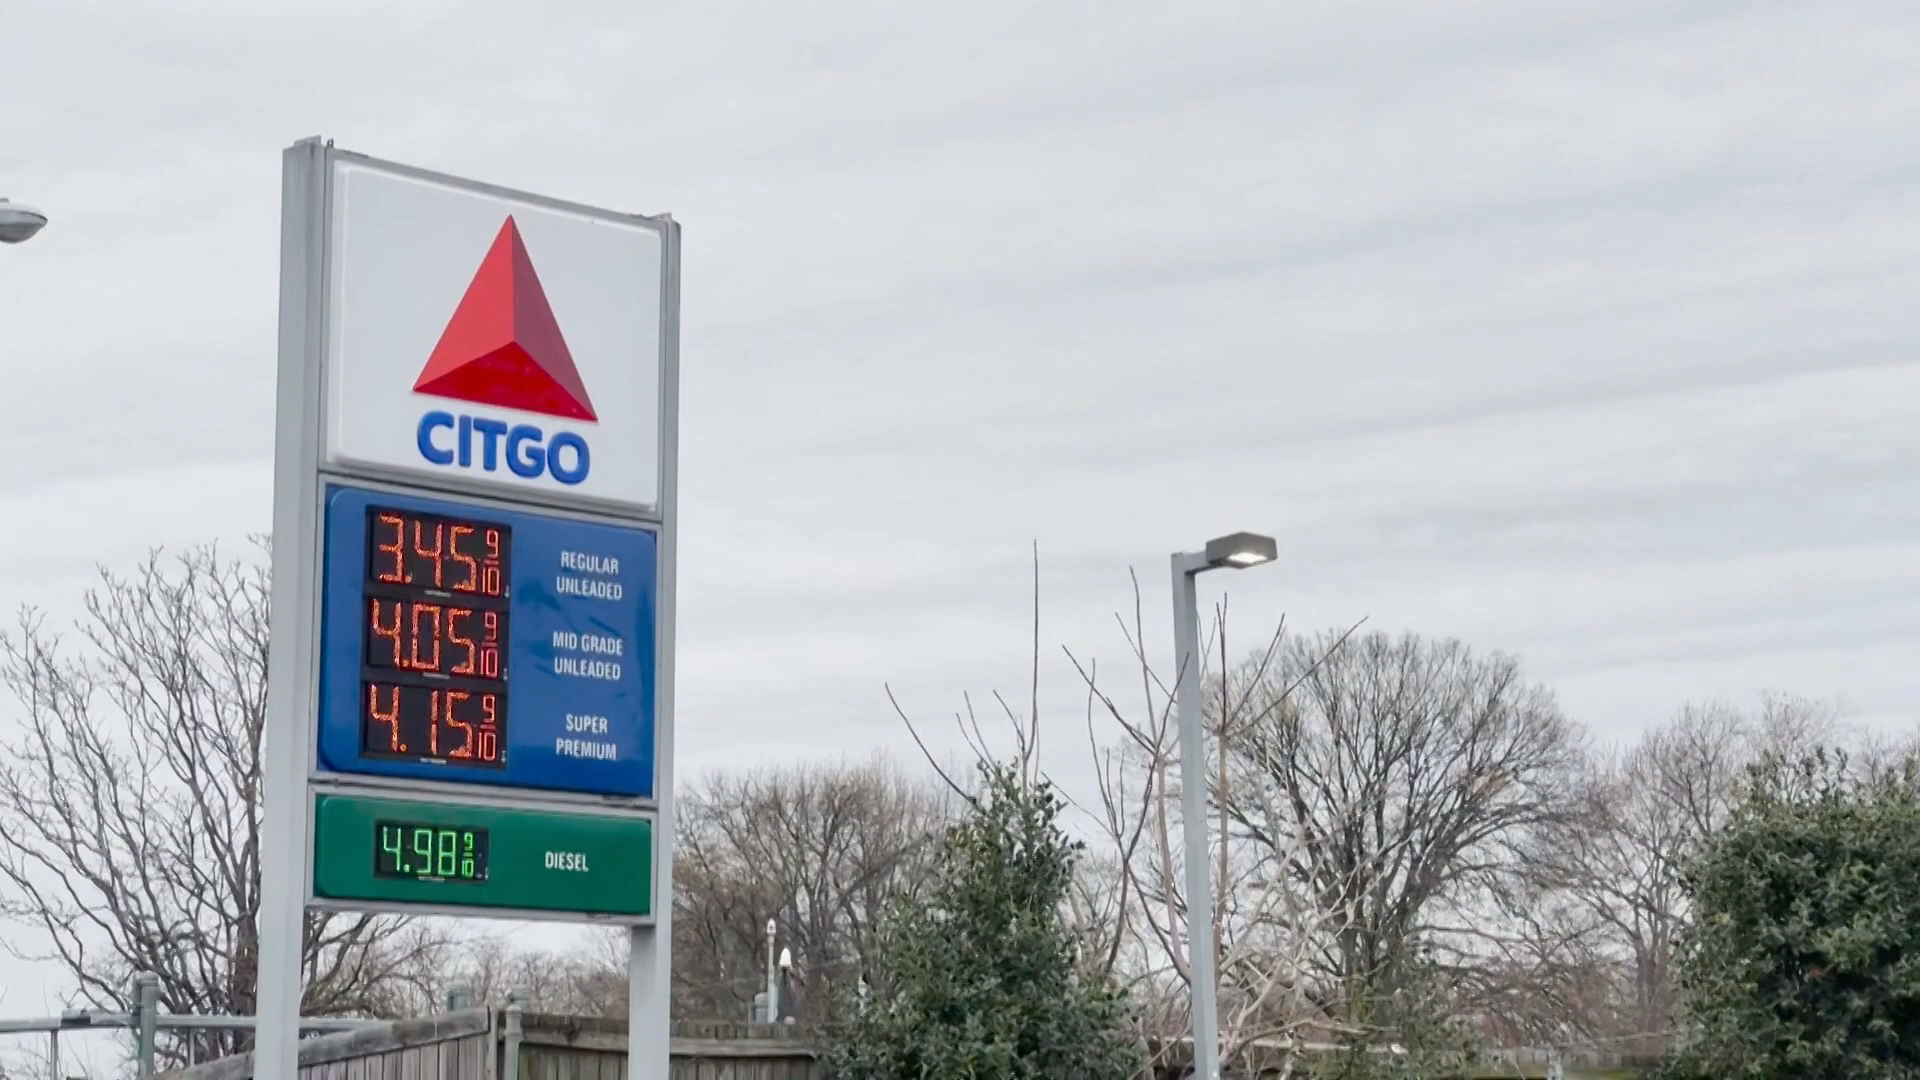 CITGO
3.45 9/10 REGULAR UNLEADED
4.05 9/10 MID GRADE UNLEADED
4.15 9/10 SUPER PREMIUM
4.98 9/10 DIESEL